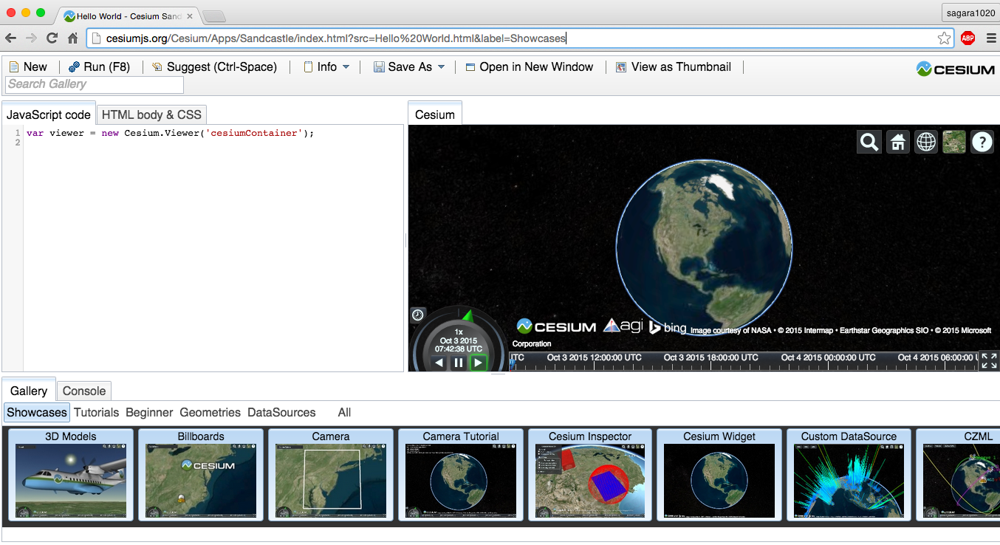 Hello World - Cesium Sand
sagara1020
cesiumjs.org/Cesium/Apps/Sandcastle/index.html?src=Hello%20World.html&label=Showcases
ABP
New Run (F8) Suggest (Ctrl-Space) Info Save As Open in New Window View as Thumbnail
CESIUM
Search Gallery
JavaScript code HTML body & CSS
Cesium
1 var viewer = new Cesium.Viewer('cesiumContainer');
2
?
1x
Oct 3 2015
07:42:38 UTC
CESIUM agi bing Image courtesy of NASA • © 2015 Intermap • Earthstar Geographics SIO • © 2015 Microsoft
Corporation
UTC Oct 3 2015 12:00:00 UTC Oct 3 2015 18:00:00 UTC Oct 4 2015 00:00:00 UTC Oct 4 2015 06:00:00 U
Gallery Console
Showcases Tutorials Beginner Geometries DataSources All
3D Models Billboards Camera Camera Tutorial Cesium Inspector Cesium Widget Custom DataSource CZML
CESIUM